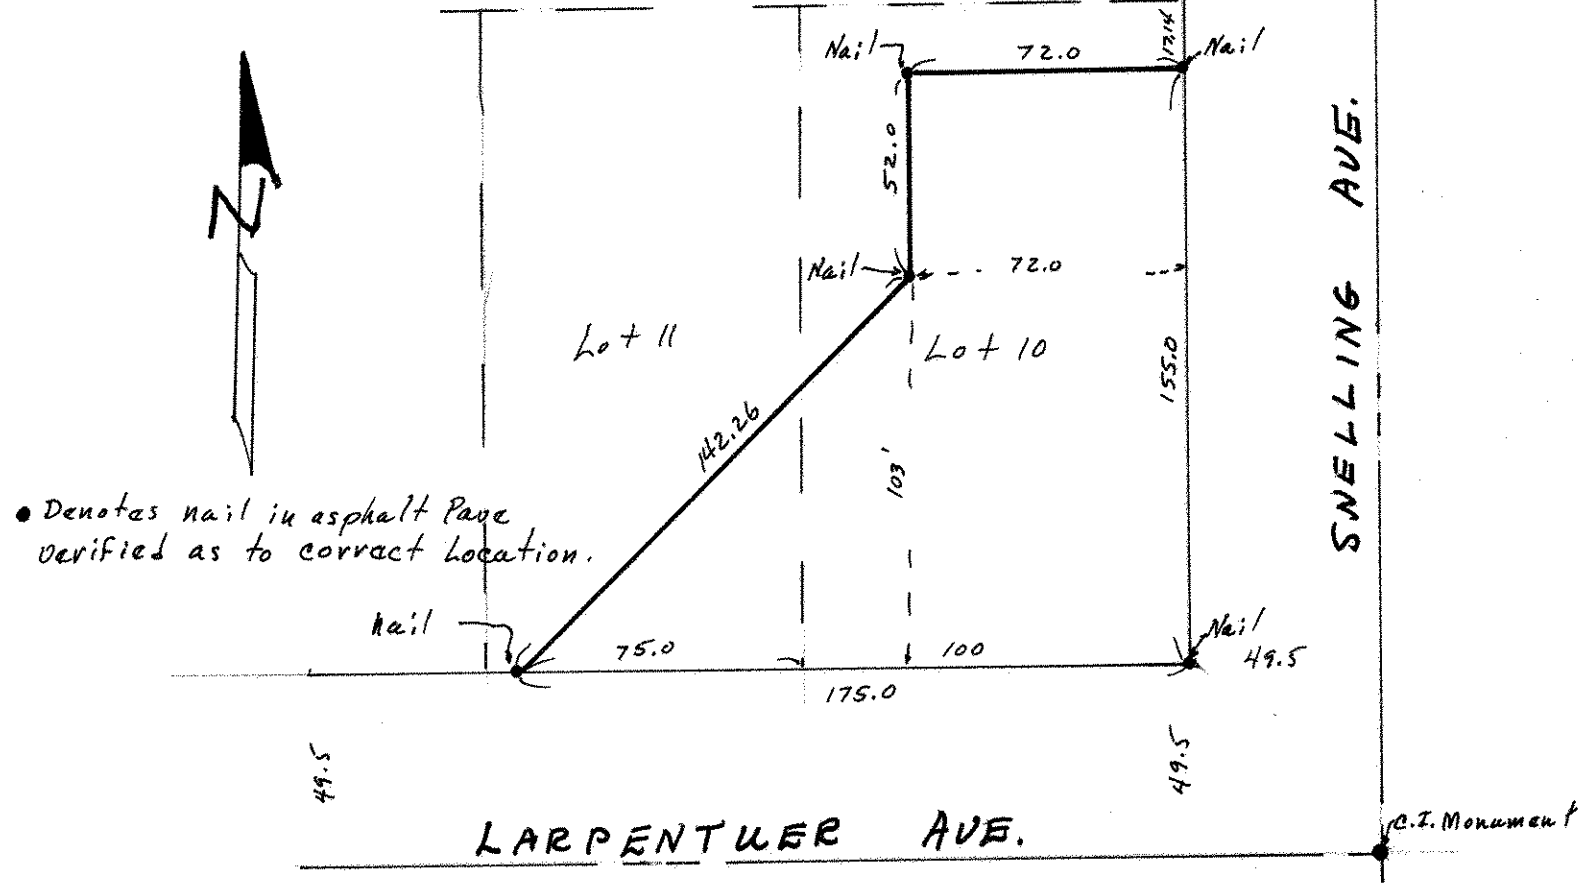 17.14
Nail
72.0
Nail
N
52.0
SNELLING AVE.
Nail
72.0
Lot 11
Lot 10
155.0
142.26
103'
• Denotes nail in asphalt Pave
verified as to correct Location.
nail
75.0
100
Nail
49.5
175.0
49.5
49.5
LARPENTUER AVE.
C.I. Monument